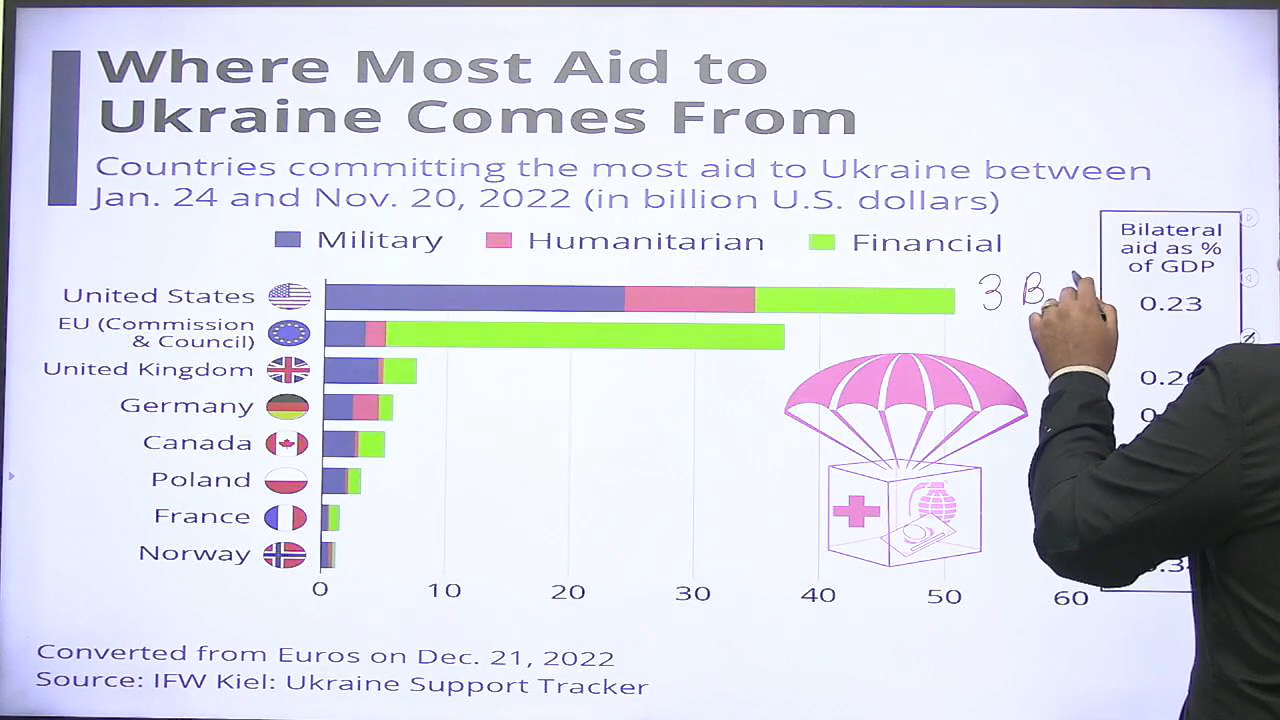 Where Most Aid to
Ukraine Comes From
Countries committing the most aid to Ukraine between
Jan. 24 and Nov. 20, 2022 (in billion U.S. dollars)
Military Humanitarian Financial
Bilateral
aid as %
of GDP
United States 3 B 0.23
EU (Commission
& Council)
United Kingdom
Germany
Canada
Poland
France
Norway
0 10 20 30 40 50 60
Converted from Euros on Dec. 21, 2022
Source: IFW Kiel: Ukraine Support Tracker